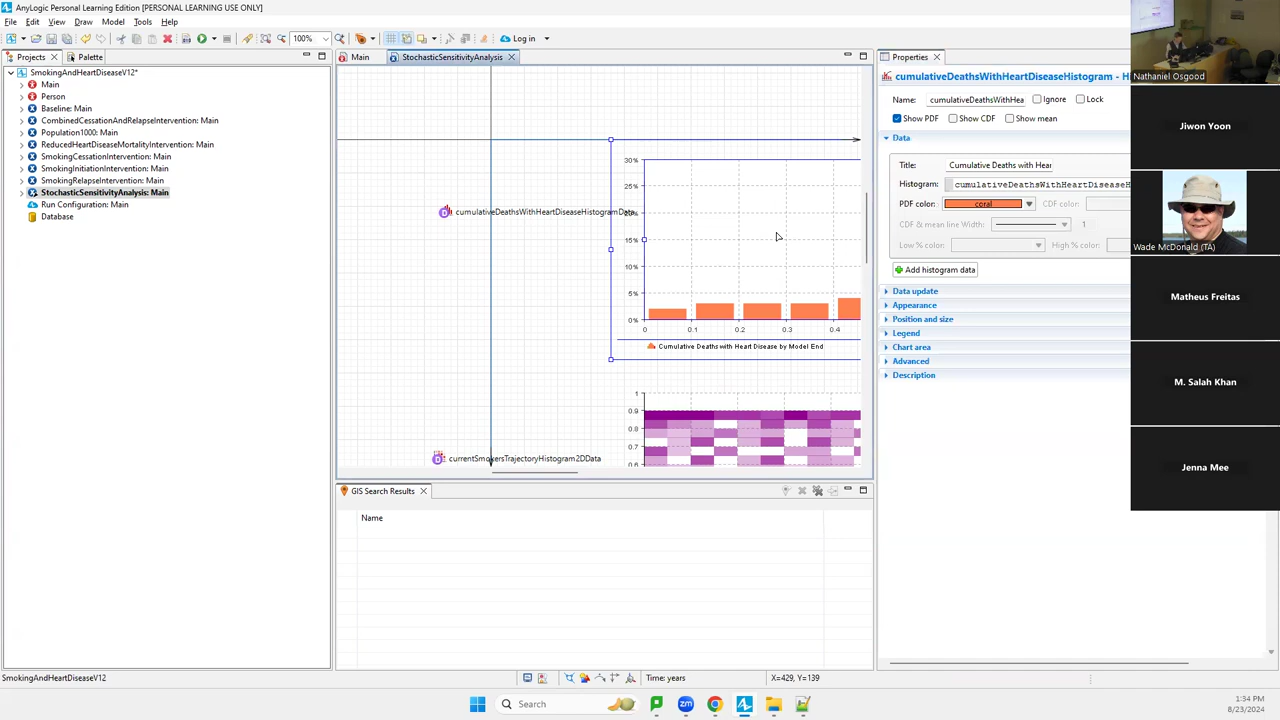 AnyLogic Personal Learning Edition [PERSONAL LEARNING USE ONLY]
File Edit View Draw Model Tools Help
100% Log in
Projects Palette
SmokingAndHeartDiseaseV12*
Main
Person
Baseline: Main
CombinedCessationAndRelapseIntervention: Main
Population1000: Main
ReducedHeartDiseaseMortalityIntervention: Main
SmokingCessationIntervention: Main
SmokingInitiationIntervention: Main
SmokingRelapseIntervention: Main
StochasticSensitivityAnalysis: Main
Run Configuration: Main
Database
Main StochasticSensitivityAnalysis
cumulativeDeathsWithHeartDiseaseHistogramData
30%
25%
20%
15%
10%
5%
0%
0 0.1 0.2 0.3 0.4
Cumulative Deaths with Heart Disease by Model End
1
0.9
0.8
0.7
0.6
currentSmokersTrajectoryHistogram2DData
GIS Search Results
Name
Properties
cumulativeDeathsWithHeartDiseaseHistogram - Hi
Name: cumulativeDeathsWithHea Ignore Lock
Show PDF Show CDF Show mean
Data
Title: Cumulative Deaths with Hear
Histogram: cumulativeDeathsWithHeartDiseaseH
PDF color: coral CDF color:
CDF & mean line Width: 1
Low % color: High % color:
Add histogram data
Data update
Appearance
Position and size
Legend
Chart area
Advanced
Description
Nathaniel Osgood
Jiwon Yoon
Wade McDonald (TA)
Matheus Freitas
M. Salah Khan
Jenna Mee
SmokingAndHeartDiseaseV12 Time: years X=429, Y=139
Search
zm
1:34 PM
8/23/2024